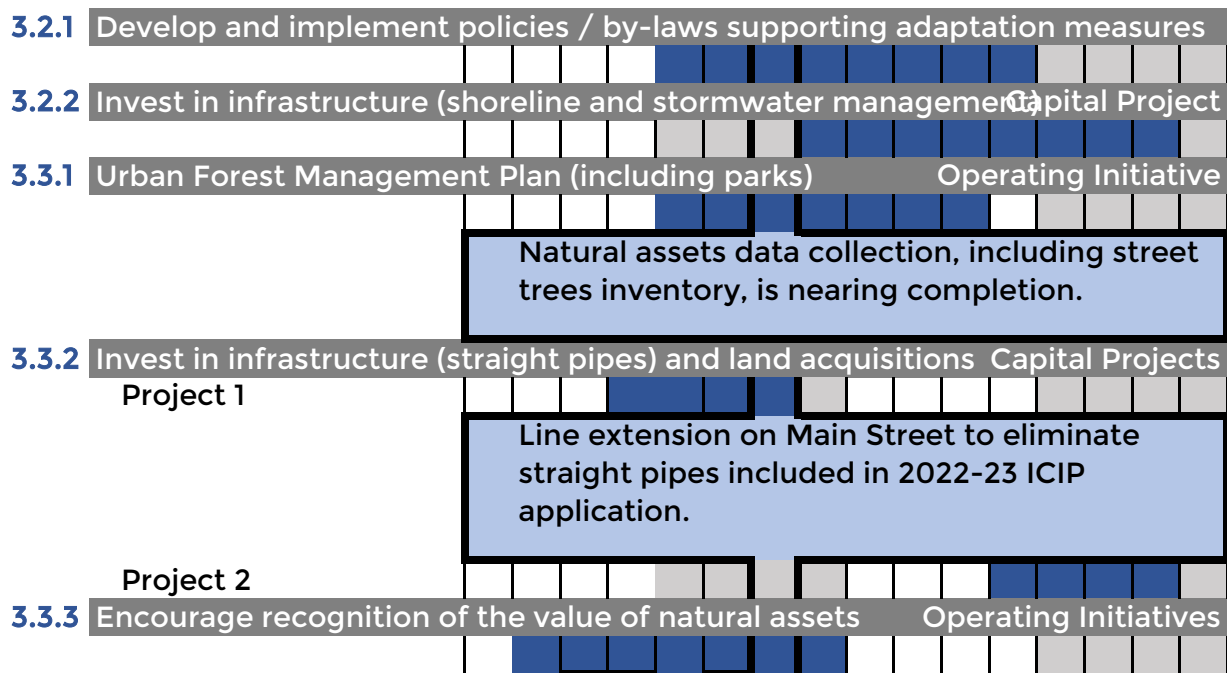 3.2.1 Develop and implement policies / by-laws supporting adaptation measures
3.2.2 Invest in infrastructure (shoreline and stormwater management) Capital Project
3.3.1 Urban Forest Management Plan (including parks) Operating Initiative
Natural assets data collection, including street
trees inventory, is nearing completion.
3.3.2 Invest in infrastructure (straight pipes) and land acquisitions Capital Projects
Project 1
Line extension on Main Street to eliminate
straight pipes included in 2022-23 ICIP
application.
Project 2
3.3.3 Encourage recognition of the value of natural assets Operating Initiatives